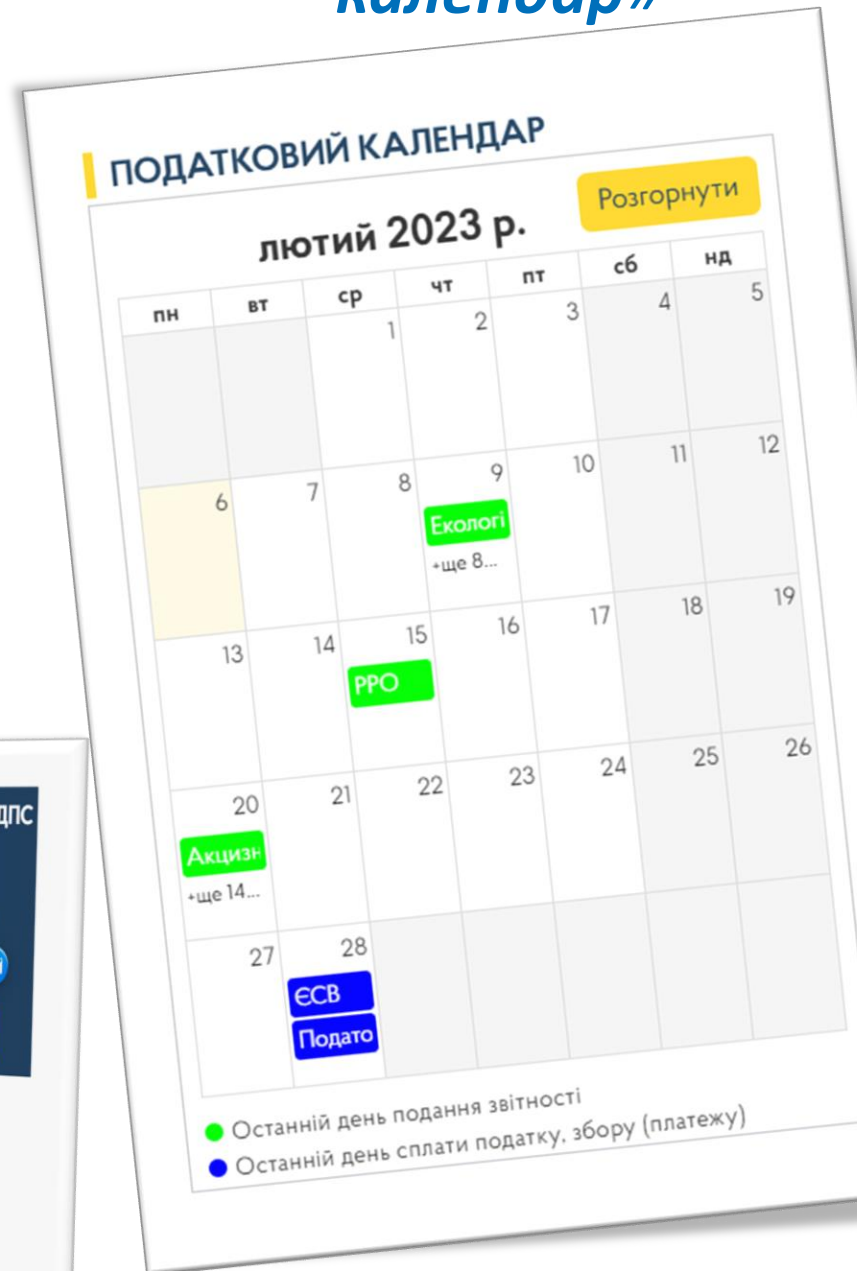 календар»
ПОДАТКОВИЙ КАЛЕНДАР
лютий 2023 р.
Розгорнути
пн вт ср чт пт сб нд
1 2 3 4 5
6 7 8 9 10 11 12
Екологі
+ще 8...
13 14 15 16 17 18 19
РРО
20 21 22 23 24 25 26
Акцизн
+ще 14...
27 28
ЄСВ
Подато
Останній день подання звітності
Останній день сплати податку, збору (платежу)
ДПС